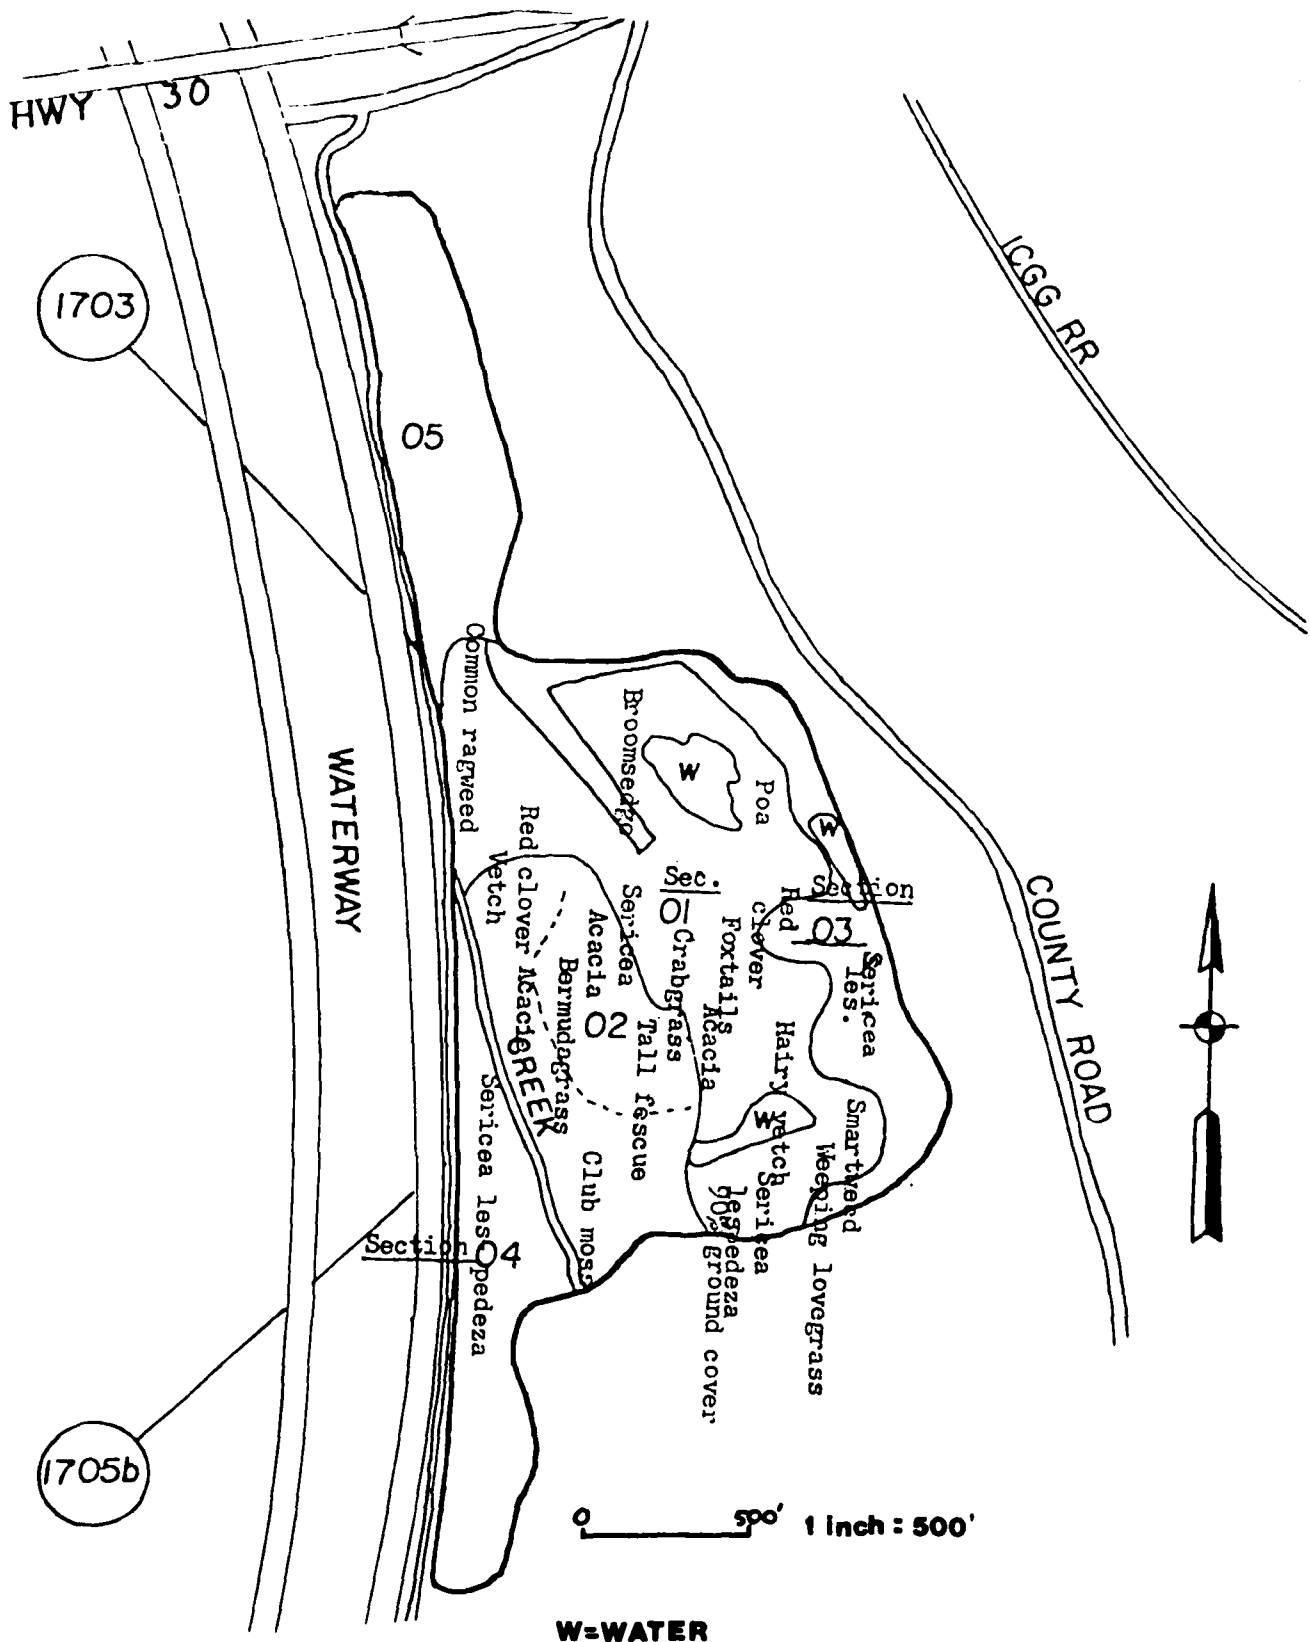 HWY 30
1703
ICGG RR
05
Common ragweed
Broomsedge
W
Poa
W
WATERWAY
Red clover
Vetch
Sec.
01
Section
03
Red
clover
COUNTY ROAD
Sericea
Acacia
Crabgrass
Foxtails
Sericea
les.
Acacia
Bermudagrass
02
Acacia
Tall fescue
Hairy vetch
CREEK
W
Smartweed
Sericea lespedeza
Club moss
Weeping lovegrass
Sericea
lespedeza
90% ground cover
Section 04
1705b
0 500' 1 inch = 500'
W=WATER